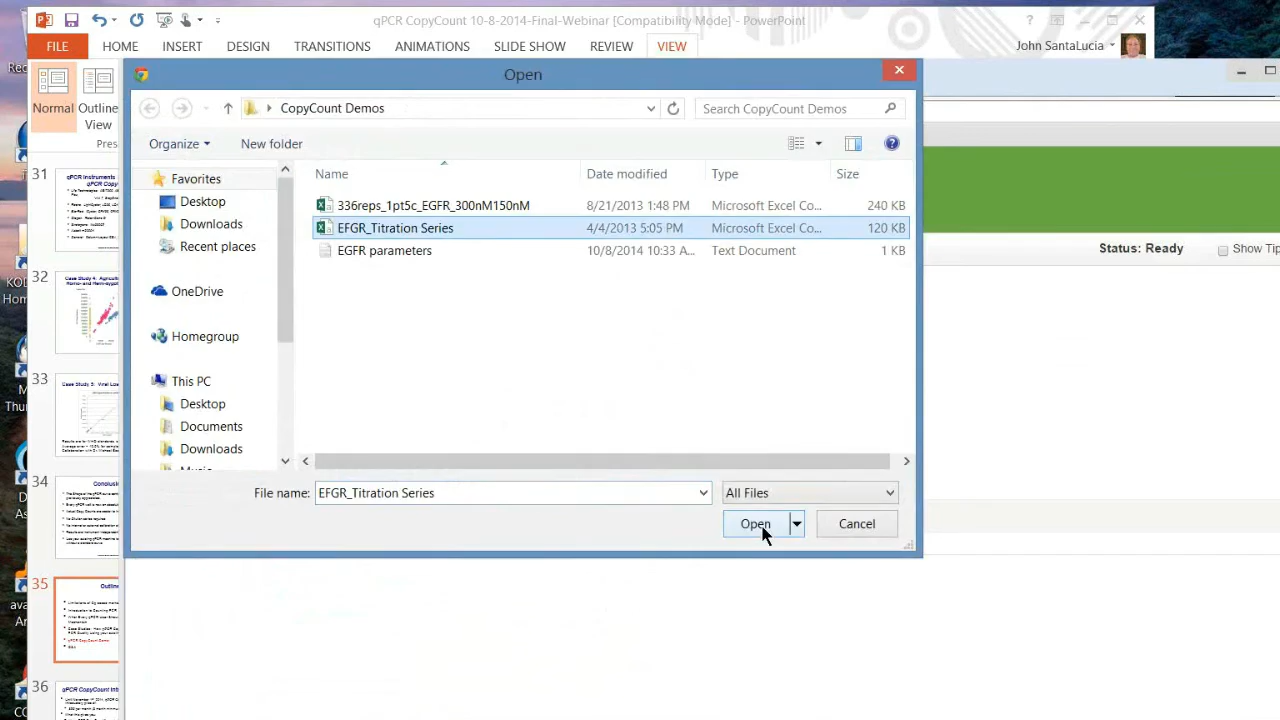 qPCR CopyCount 10-8-2014-Final-Webinar [Compatibility Mode] - PowerPoint
FILE HOME INSERT DESIGN TRANSITIONS ANIMATIONS SLIDE SHOW REVIEW VIEW John SantaLucia
Normal Outline View
Open
CopyCount Demos
Search CopyCount Demos
Organize New folder
Name Date modified Type Size
33reps_1pt5c_EGFR_300nM150nM 8/21/2013 1:48 PM Microsoft Excel Co... 240 KB
EFGR_Titration Series 4/4/2013 5:05 PM Microsoft Excel Co... 120 KB
EGFR parameters 10/8/2014 10:33 A... Text Document 1 KB
Favorites
Desktop
Downloads
Recent places
OneDrive
Homegroup
This PC
Desktop
Documents
Downloads
File name: EFGR_Titration Series All Files
Open Cancel
Status: Ready Show Tip
31
qPCR Instruments
32
33
34
35
36